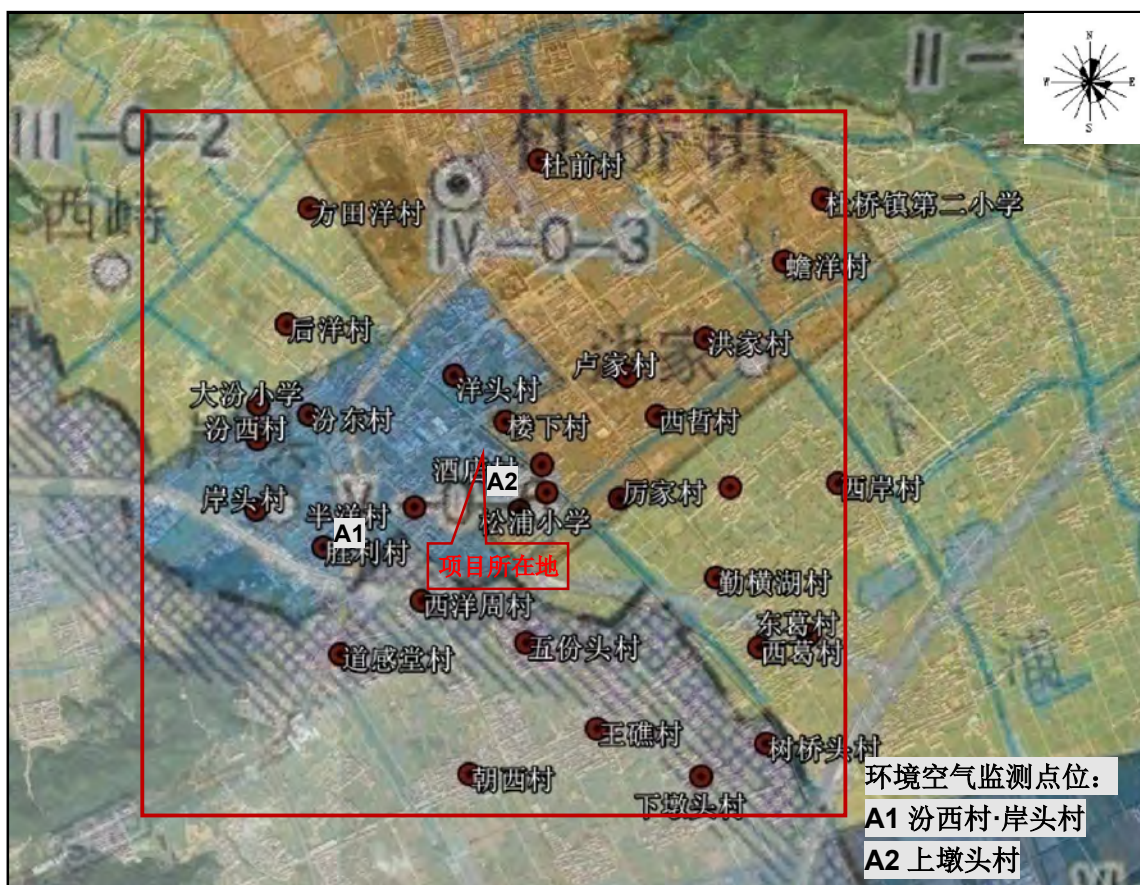 N
W
E
S
II-
III-0-2
杜桥镇
杜前村
西峙
方田洋村
杜桥镇第二小学
IV-0-3
蟾洋村
后洋村
洪家
洪家村
卢家村
洋头村
大汾小学
汾东村
楼下村
西哲村
汾西村
酒店村
A2
厉家村
西岸村
岸头村
半洋村
松浦小学
A1
胜利村
项目所在地
勤横湖村
西洋周村
东葛村
五份头村
西葛村
道感堂村
王礁村
树桥头村
朝西村
下墩头村
环境空气监测点位：
A1 汾西村·岸头村
A2 上墩头村